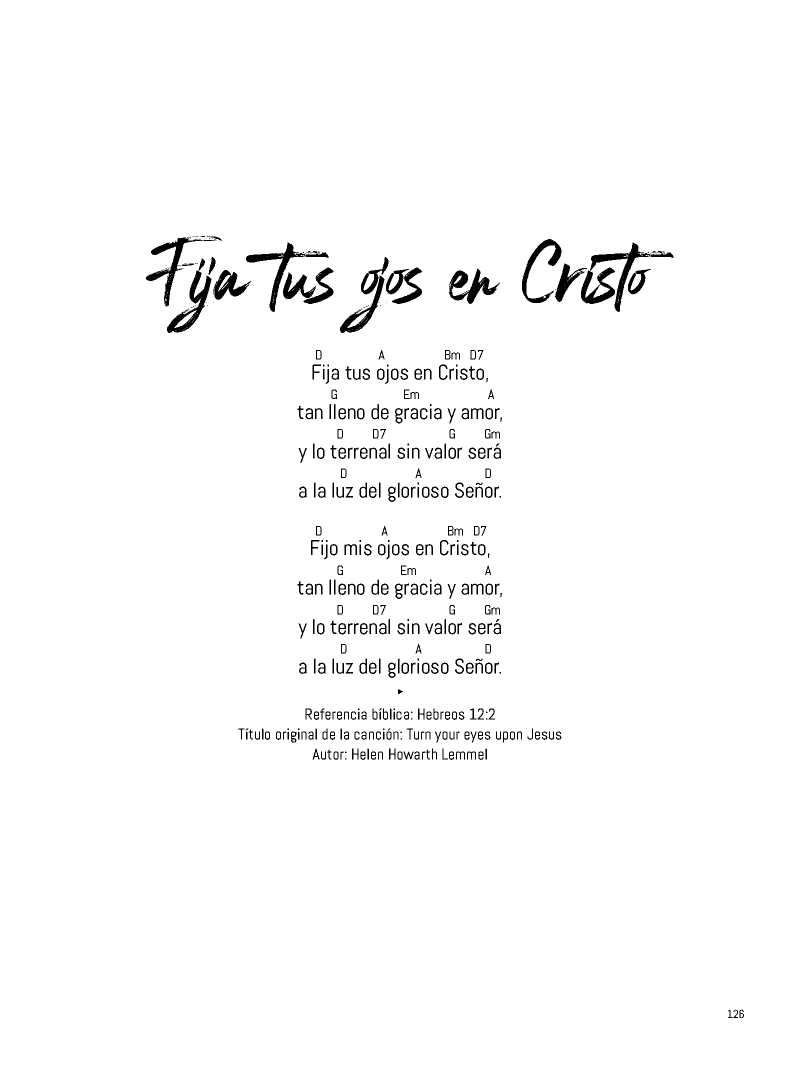 Fija tus ojos en Cristo
D A Bm D7
Fija tus ojos en Cristo,
G Em A
tan lleno de gracia y amor,
D D7 G Gm
y lo terrenal sin valor será
D A D
a la luz del glorioso Señor.
D A Bm D7
Fijo mis ojos en Cristo,
G Em A
tan lleno de gracia y amor,
D D7 G Gm
y lo terrenal sin valor será
D A D
a la luz del glorioso Señor.
Referencia bíblica: Hebreos 12:2
Título original de la canción: Turn your eyes upon Jesus
Autor: Helen Howarth Lemmel
126